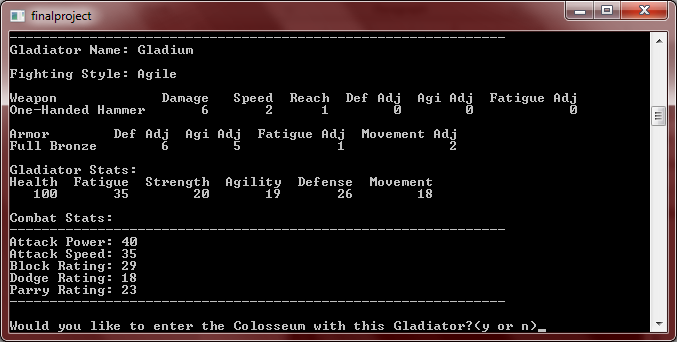 finalproject
Gladiator Name: Gladium
Fighting Style: Agile
Weapon Damage Speed Reach Def Adj Agi Adj Fatigue Adj
One-Handed Hammer 6 2 1 0 0 0
Armor Def Adj Agi Adj Fatigue Adj Movement Adj
Full Bronze 6 5 1 2
Gladiator Stats:
Health Fatigue Strength Agility Defense Movement
100 35 20 19 26 18
Combat Stats:
Attack Power: 40
Attack Speed: 35
Block Rating: 29
Dodge Rating: 18
Parry Rating: 23
Would you like to enter the Colosseum with this Gladiator?(y or n)_